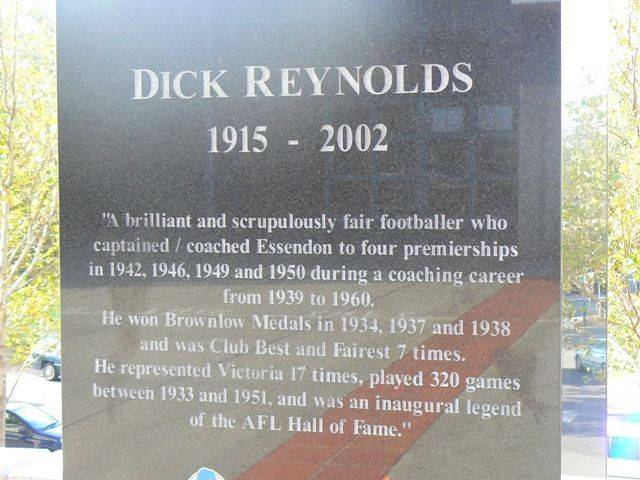 DICK REYNOLDS
1915 - 2002
"A brilliant and scrupulously fair footballer who
captained / coached Essendon to four premierships
in 1942, 1946, 1949 and 1950 during a coaching career
from 1939 to 1960.
He won Brownlow Medals in 1934, 1937 and 1938
and was Club Best and Fairest 7 times.
He represented Victoria 17 times, played 320 games
between 1933 and 1951, and was an inaugural legend
of the AFL Hall of Fame."